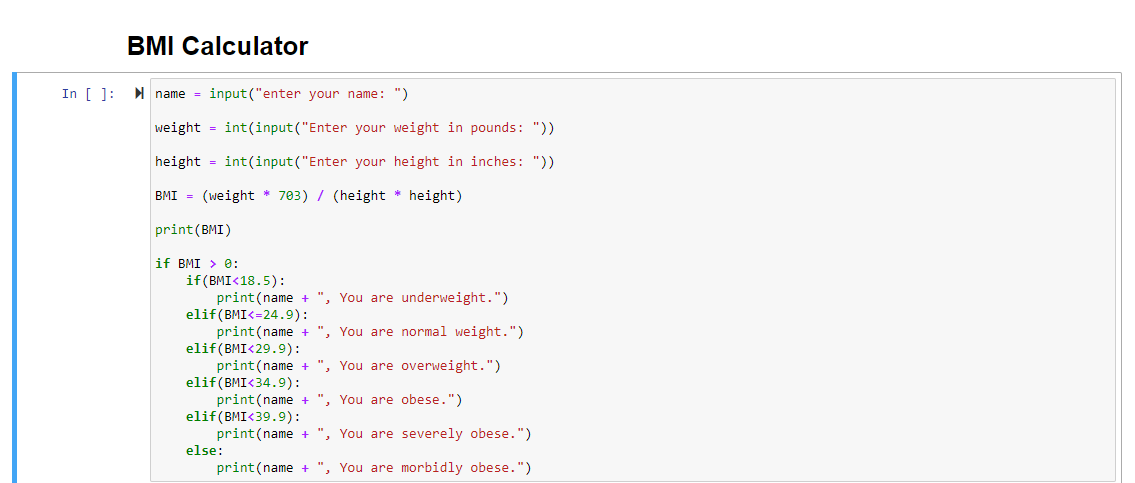 BMI Calculator
In [ ]:
name = input("enter your name: ")
weight = int(input("Enter your weight in pounds: "))
height = int(input("Enter your height in inches: "))
BMI = (weight * 703) / (height * height)
print(BMI)
if BMI > 0:
    if(BMI<18.5):
        print(name + ", You are underweight.")
    elif(BMI<=24.9):
        print(name + ", You are normal weight.")
    elif(BMI<29.9):
        print(name + ", You are overweight.")
    elif(BMI<34.9):
        print(name + ", You are obese.")
    elif(BMI<39.9):
        print(name + ", You are severely obese.")
    else:
        print(name + ", You are morbidly obese.")